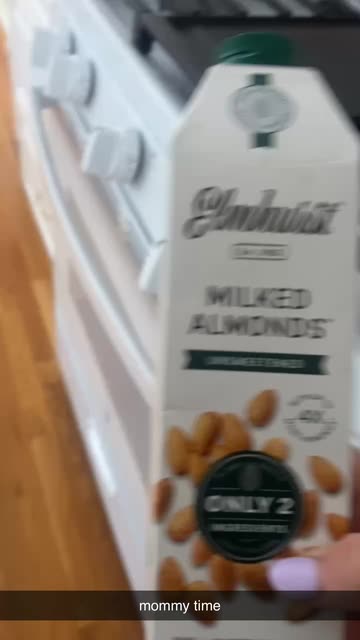 Elmhurst
MILKED
ALMONDS
UNSWEETENED
ONLY 2
INGREDIENTS
mommy time